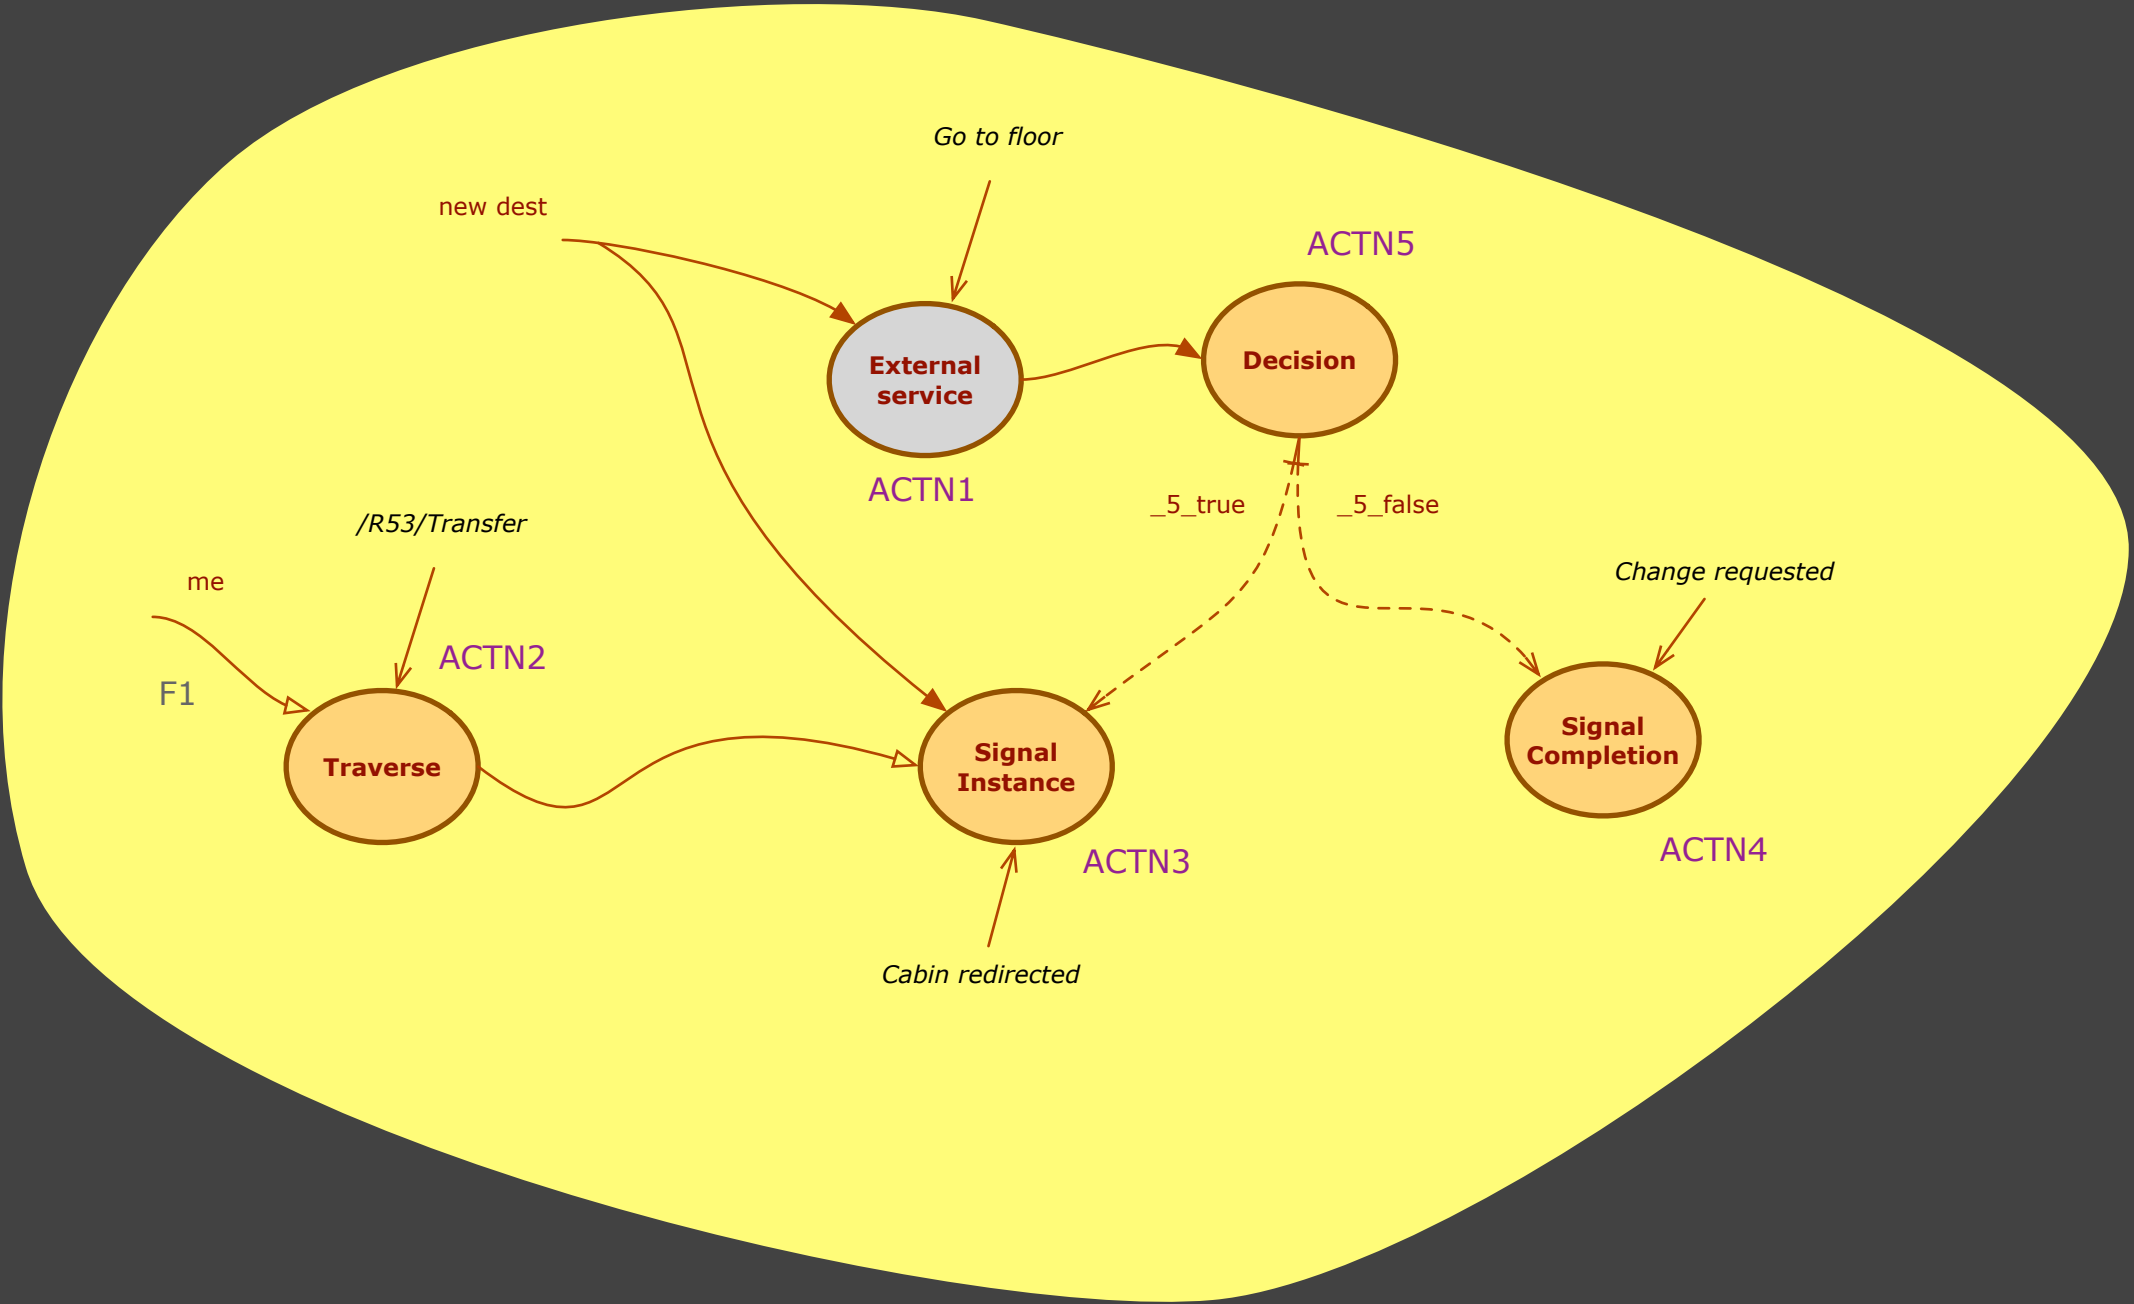 Go to floor
new dest
ACTN5
External
service
Decision
ACTN1
_5_true
_5_false
/R53/Transfer
me
Change requested
ACTN2
F1
Traverse
Signal
Instance
Signal
Completion
ACTN3
ACTN4
Cabin redirected